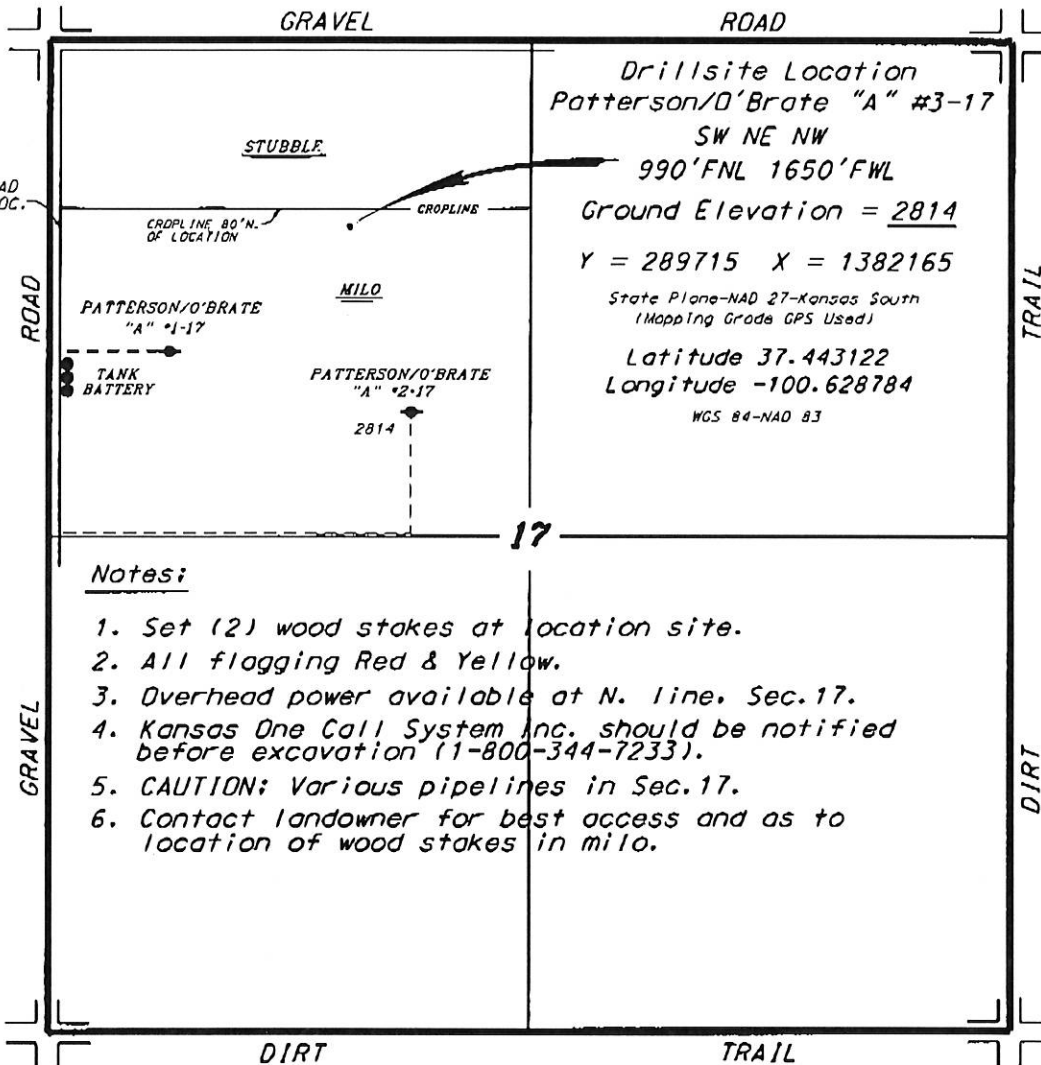 GRAVEL ROAD
Drillsite Location
Patterson/O'Brate "A" #3-17
SW NE NW
990'FNL 1650'FWL
Ground Elevation = 2814
Y = 289715 X = 1382165
State Plane-NAD 27-Kansas South
(Mapping Grade GPS Used)
Latitude 37.443122
Longitude -100.628784
WGS 84-NAD 83
STUBBLE
OC.
CROPLINE 80'N.
OF LOCATION
CROPLINE
MILO
PATTERSON/O'BRATE
"A" #1-17
TANK
BATTERY
PATTERSON/O'BRATE
"A" #2-17
2814
17
Notes:
1. Set (2) wood stakes at location site.
2. All flagging Red & Yellow.
3. Overhead power available at N. line. Sec.17.
4. Kansas One Call System Inc. should be notified
before excavation (1-800-344-7233).
5. CAUTION: Various pipelines in Sec.17.
6. Contact landowner for best access and as to
location of wood stakes in milo.
GRAVEL ROAD
DIRT TRAIL
DIRT TRAIL